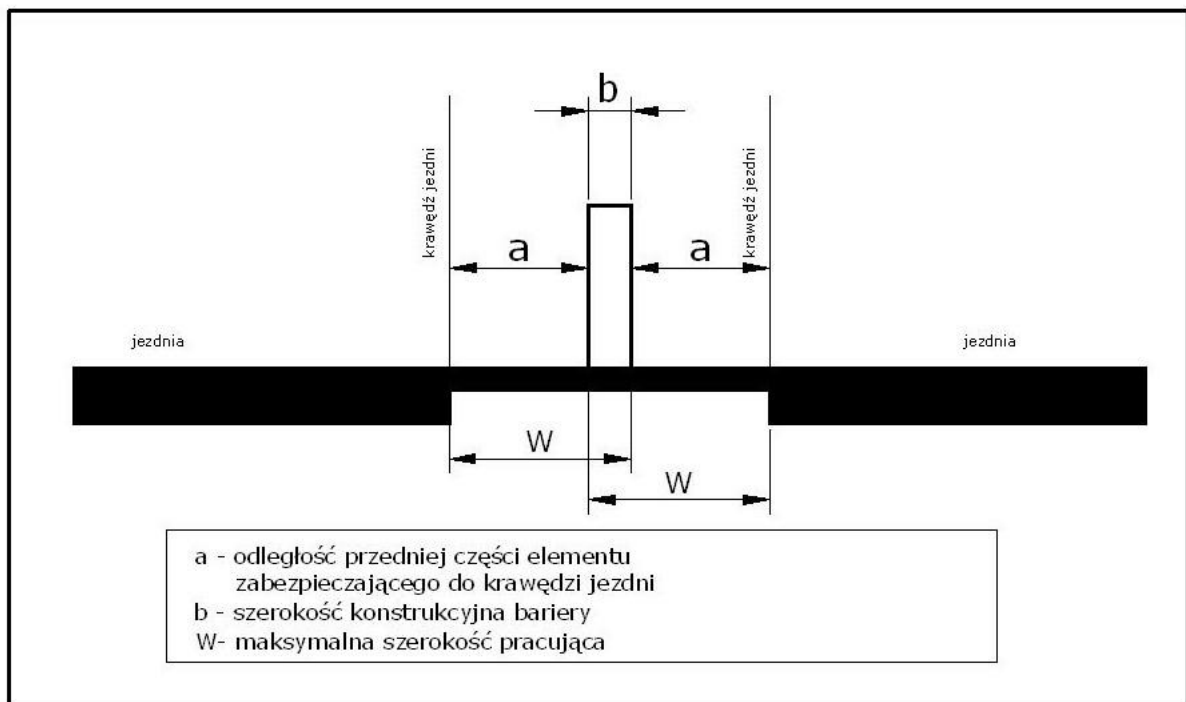 b
krawędź jezdni
krawędź jezdni
a
a
jezdnia
jezdnia
W
W
a - odległość przedniej części elementu
zabezpieczającego do krawędzi jezdni
b - szerokość konstrukcyjna bariery
W- maksymalna szerokość pracująca